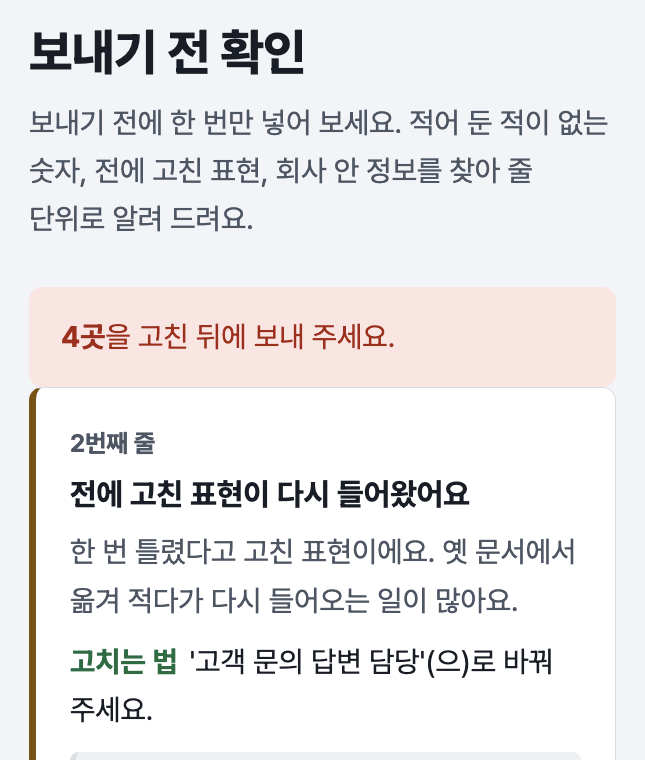 보내기 전 확인
보내기 전에 한 번만 넣어 보세요. 적어 둔 적이 없는
숫자, 전에 고친 표현, 회사 안 정보를 찾아 줄
단위로 알려 드려요.
4곳을 고친 뒤에 보내 주세요.
2번째 줄
전에 고친 표현이 다시 들어왔어요
한 번 틀렸다고 고친 표현이에요. 옛 문서에서
옮겨 적다가 다시 들어오는 일이 많아요.
고치는 법 '고객 문의 답변 담당'(으)로 바꿔
주세요.